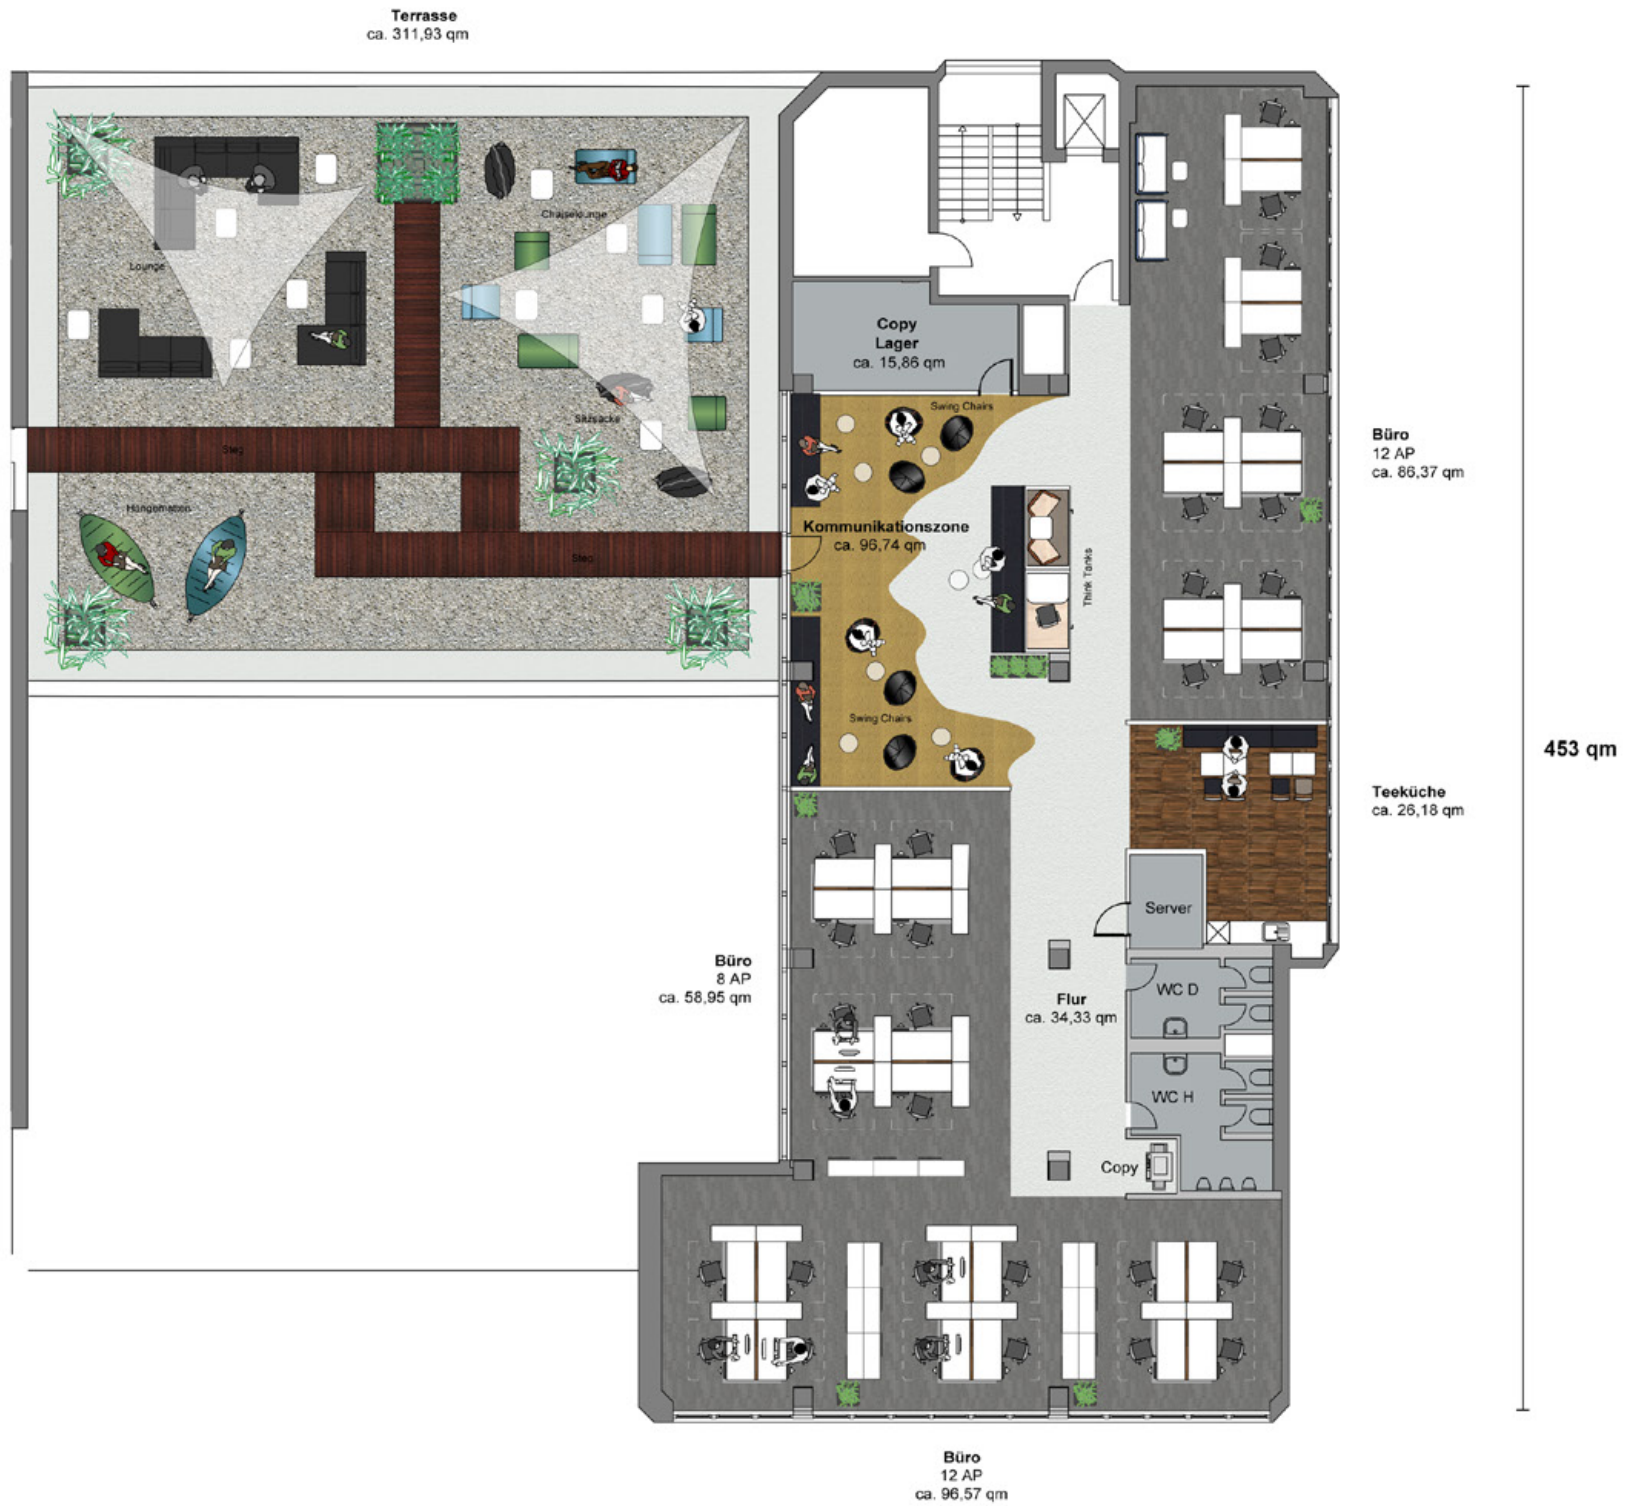 Terrasse
ca. 311,93 qm
Chaiselounge
Lounge
Copy
Lager
ca. 15,86 qm
Swing Chairs
Sitzsäcke
Steg
Büro
12 AP
ca. 86,37 qm
Hängematten
Kommunikationszone
ca. 96,74 qm
Steg
Think Tanks
Swing Chairs
453 qm
Teeküche
ca. 26,18 qm
Server
Büro
8 AP
ca. 58,95 qm
WC D
Flur
ca. 34,33 qm
WC H
Copy
Büro
12 AP
ca. 96,57 qm